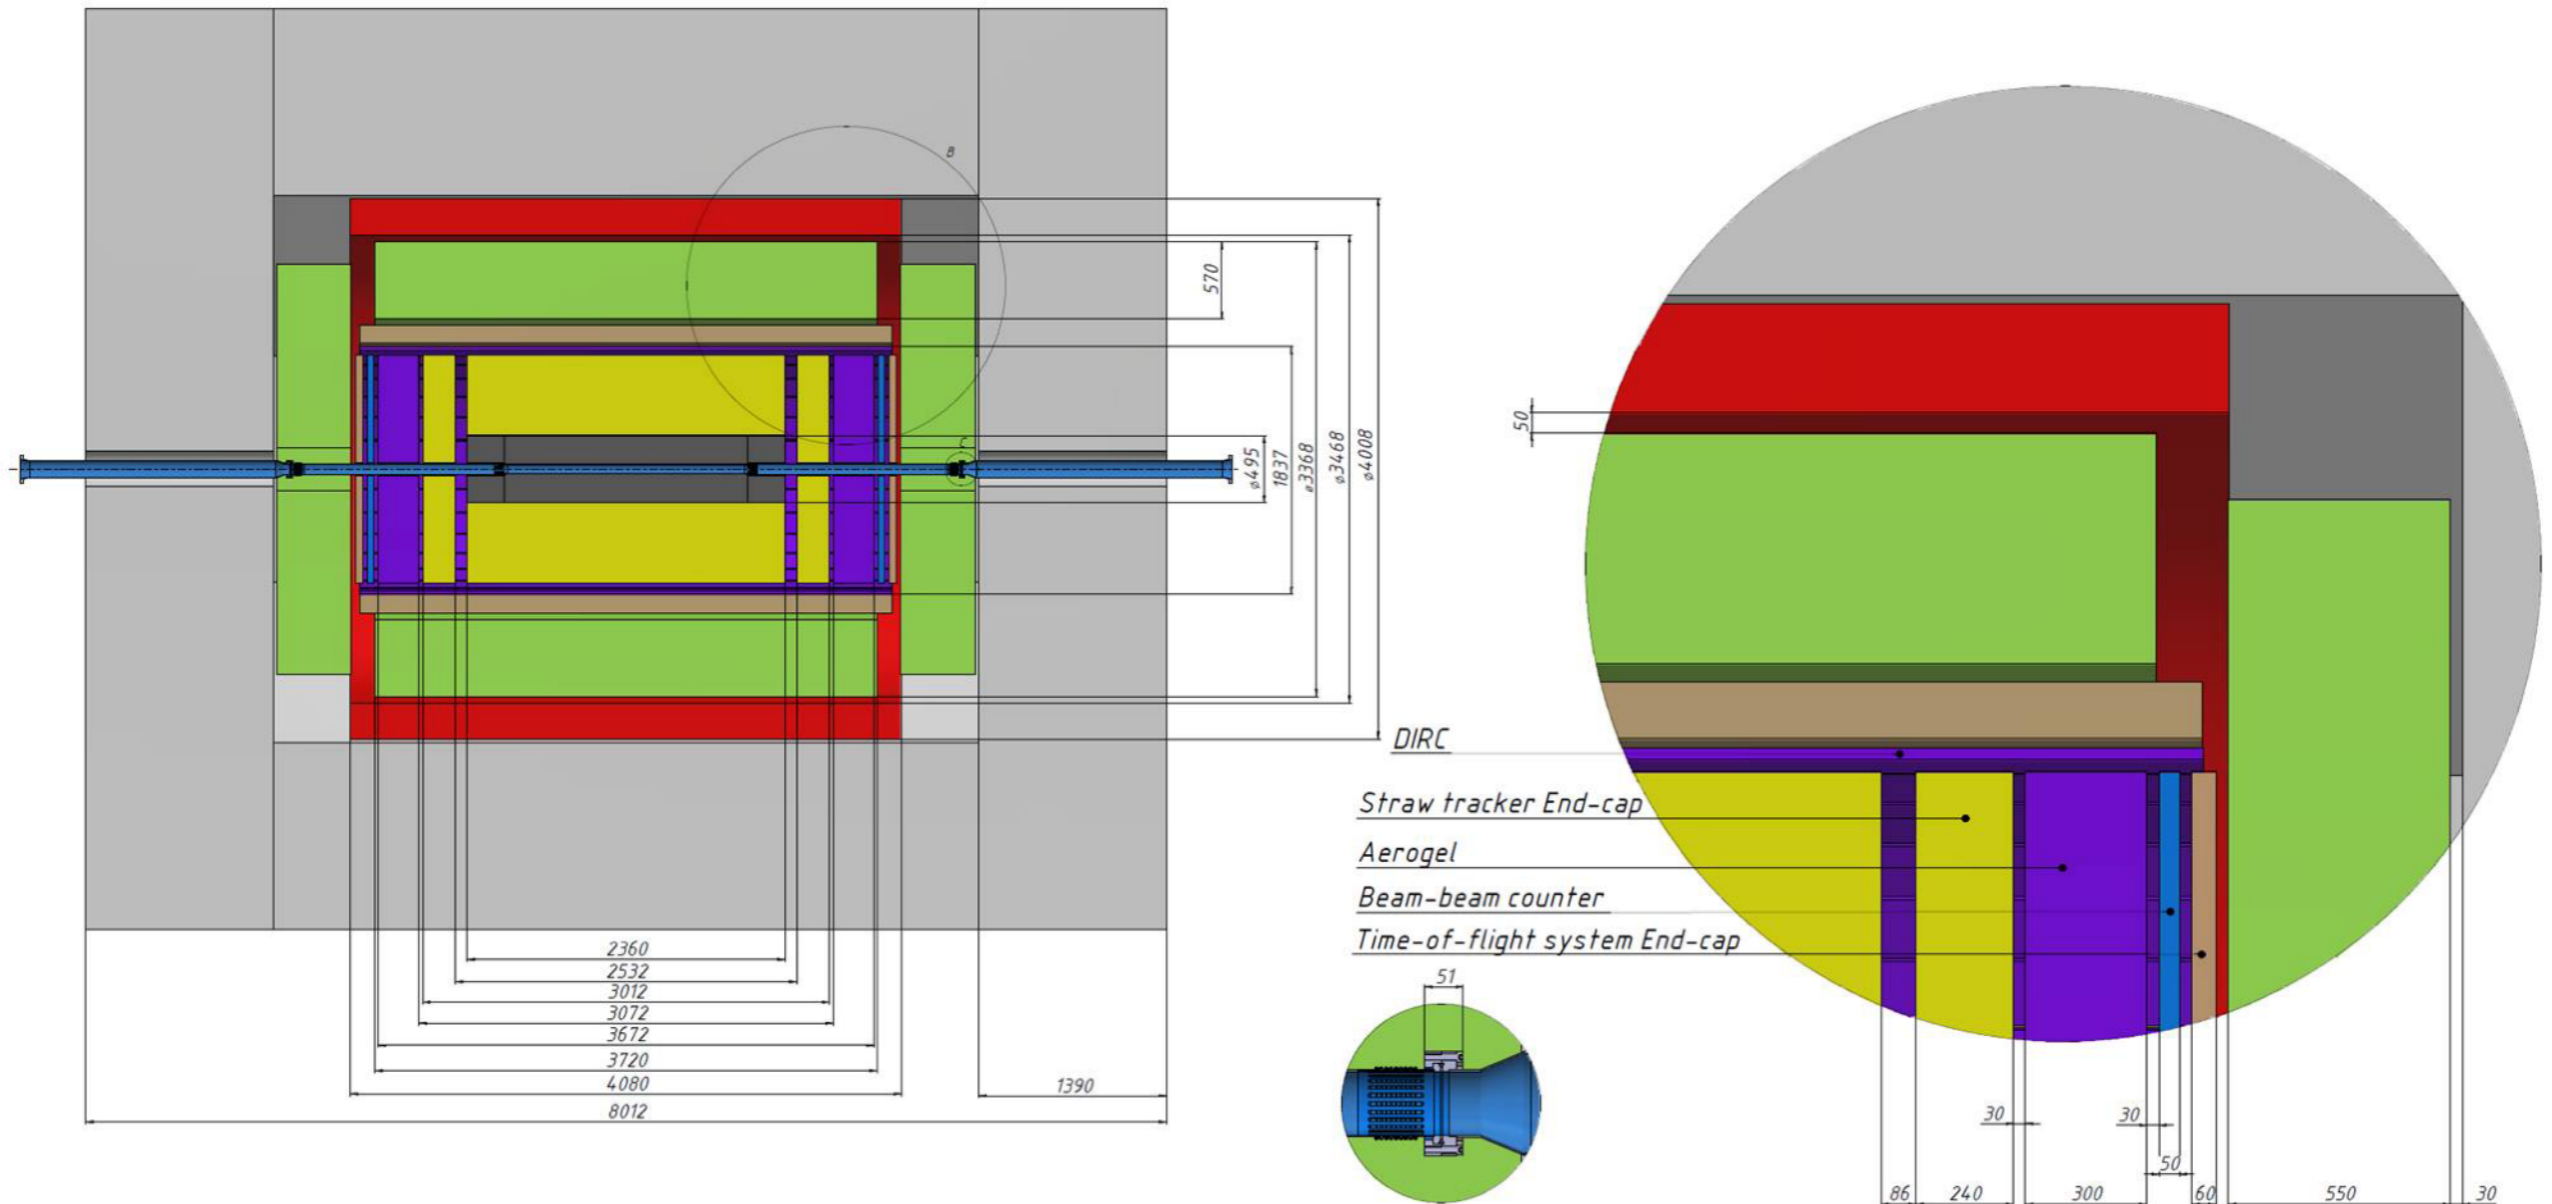 B
C
570
ø495
1837
ø3368
ø3468
ø4008
2360
2532
3012
3072
3672
3720
4080
8012
1390
50
DIRC
Straw tracker End-cap
Aerogel
Beam-beam counter
Time-of-flight system End-cap
51
30
30
50
86
240
300
60
550
30